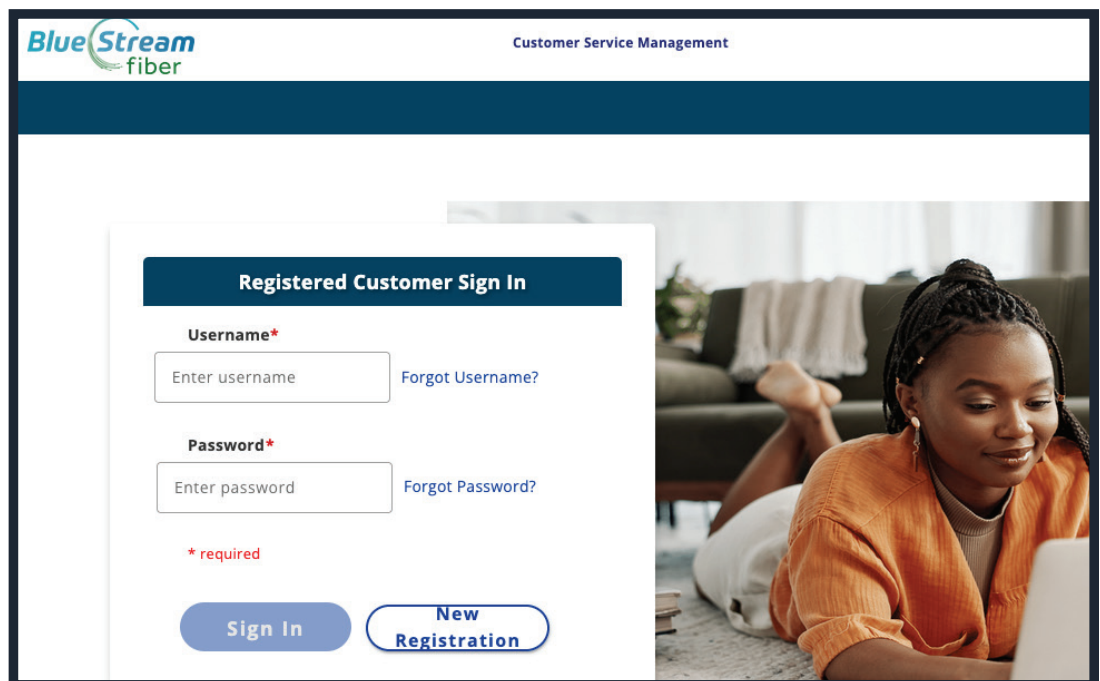 Blue Stream
fiber
Customer Service Management
Registered Customer Sign In
Username*
Enter username
Forgot Username?
Password*
Enter password
Forgot Password?
* required
Sign In
New
Registration